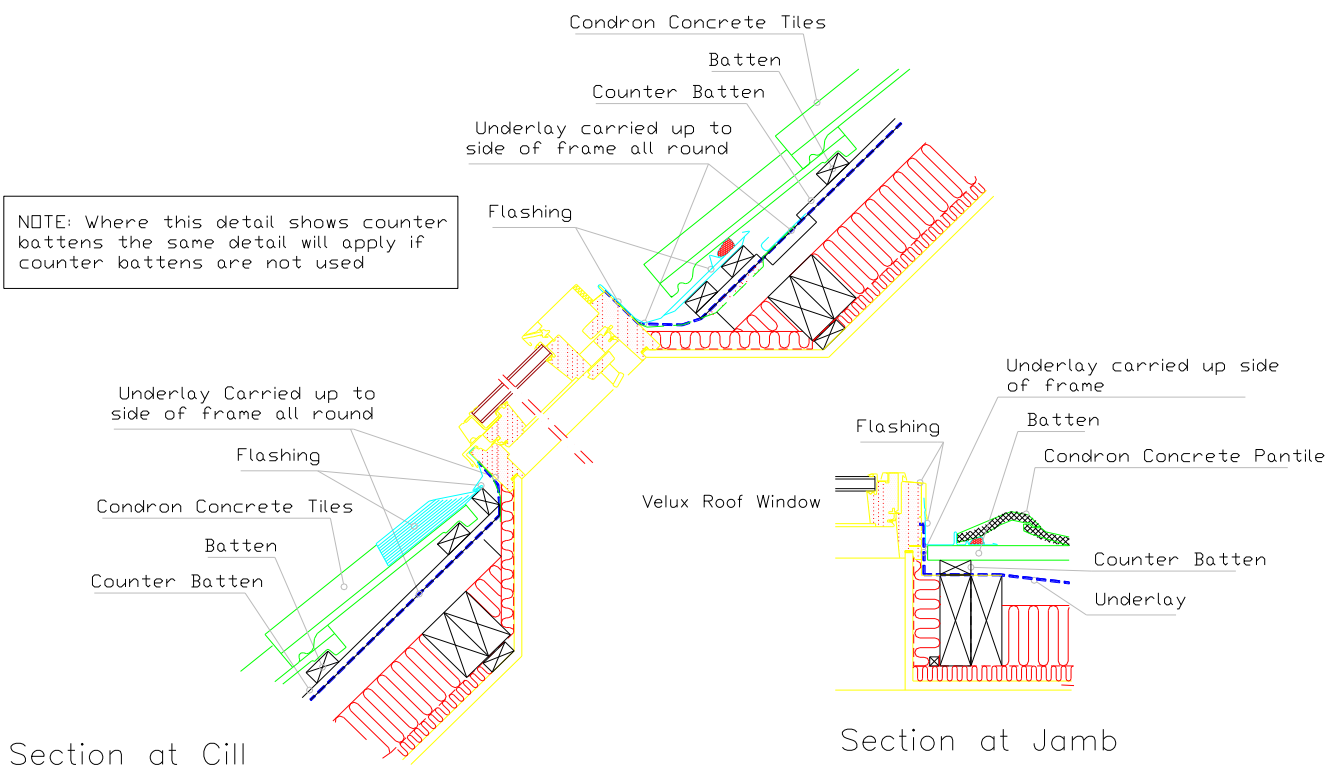 Condron Concrete Tiles
Batten
Counter Batten
Underlay carried up to
side of frame all round
Flashing
NOTE: Where this detail shows counter
battens the same detail will apply if
counter battens are not used
Underlay Carried up to
side of frame all round
Flashing
Condron Concrete Tiles
Batten
Counter Batten
Section at Cill
Underlay carried up side
of frame
Batten
Flashing
Condron Concrete Pantile
Velux Roof Window
Counter Batten
Underlay
Section at Jamb